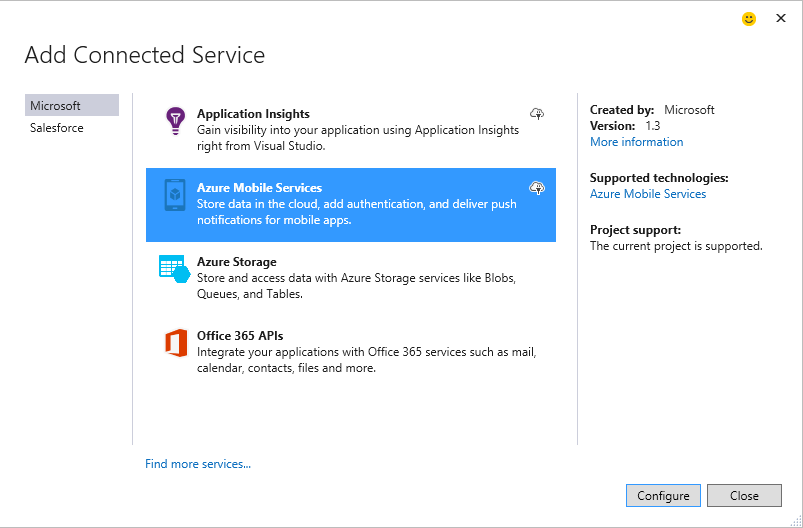 Add Connected Service
Microsoft
Salesforce
Application Insights
Gain visibility into your application using Application Insights
right from Visual Studio.
Azure Mobile Services
Store data in the cloud, add authentication, and deliver push
notifications for mobile apps.
Azure Storage
Store and access data with Azure Storage services like Blobs,
Queues, and Tables.
Office 365 APIs
Integrate your applications with Office 365 services such as mail,
calendar, contacts, files and more.
Find more services...
Created by: Microsoft
Version: 1.3
More information
Supported technologies:
Azure Mobile Services
Project support:
The current project is supported.
Configure
Close